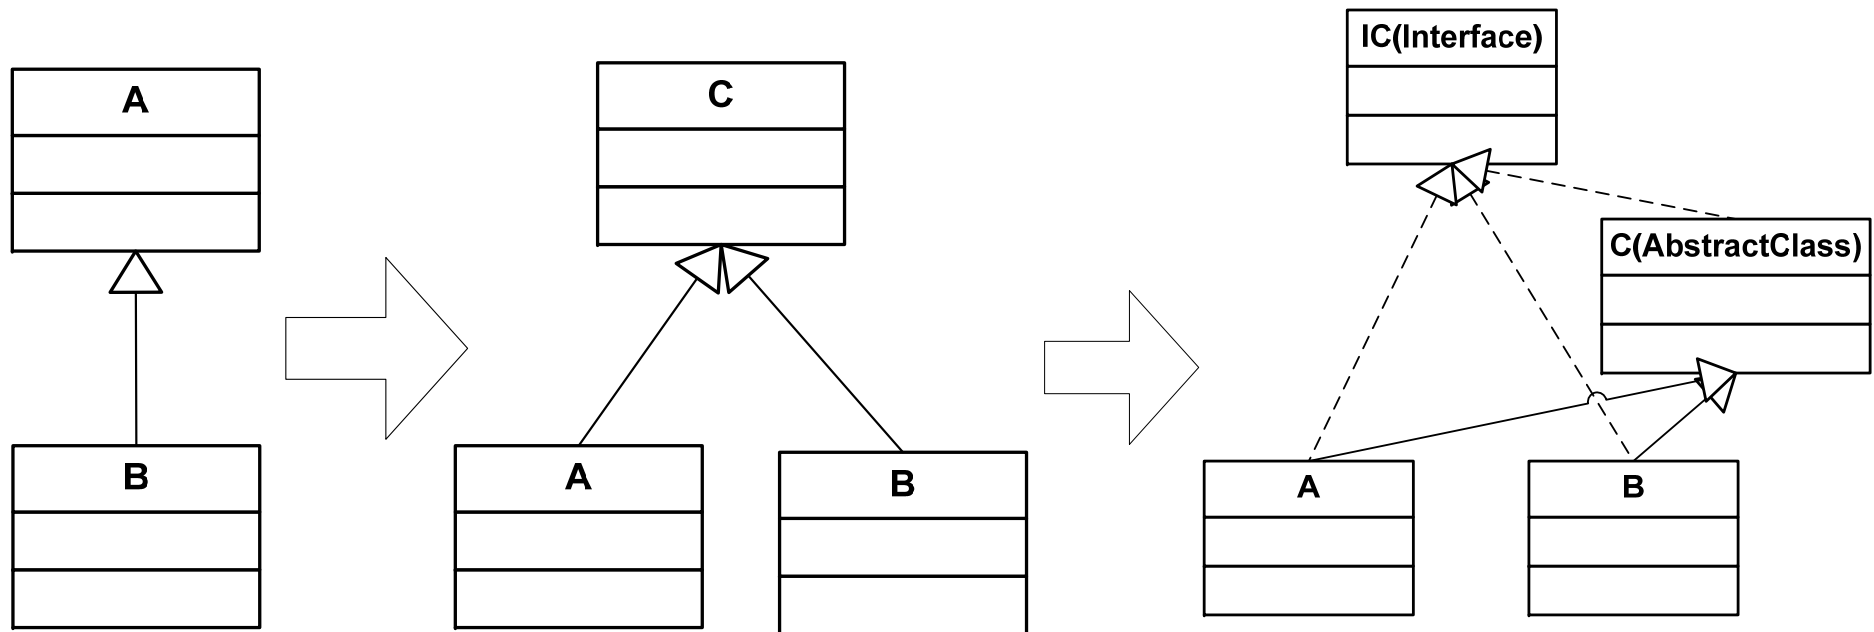 A
B
C
A
B
IC(Interface)
C(AbstractClass)
A
B